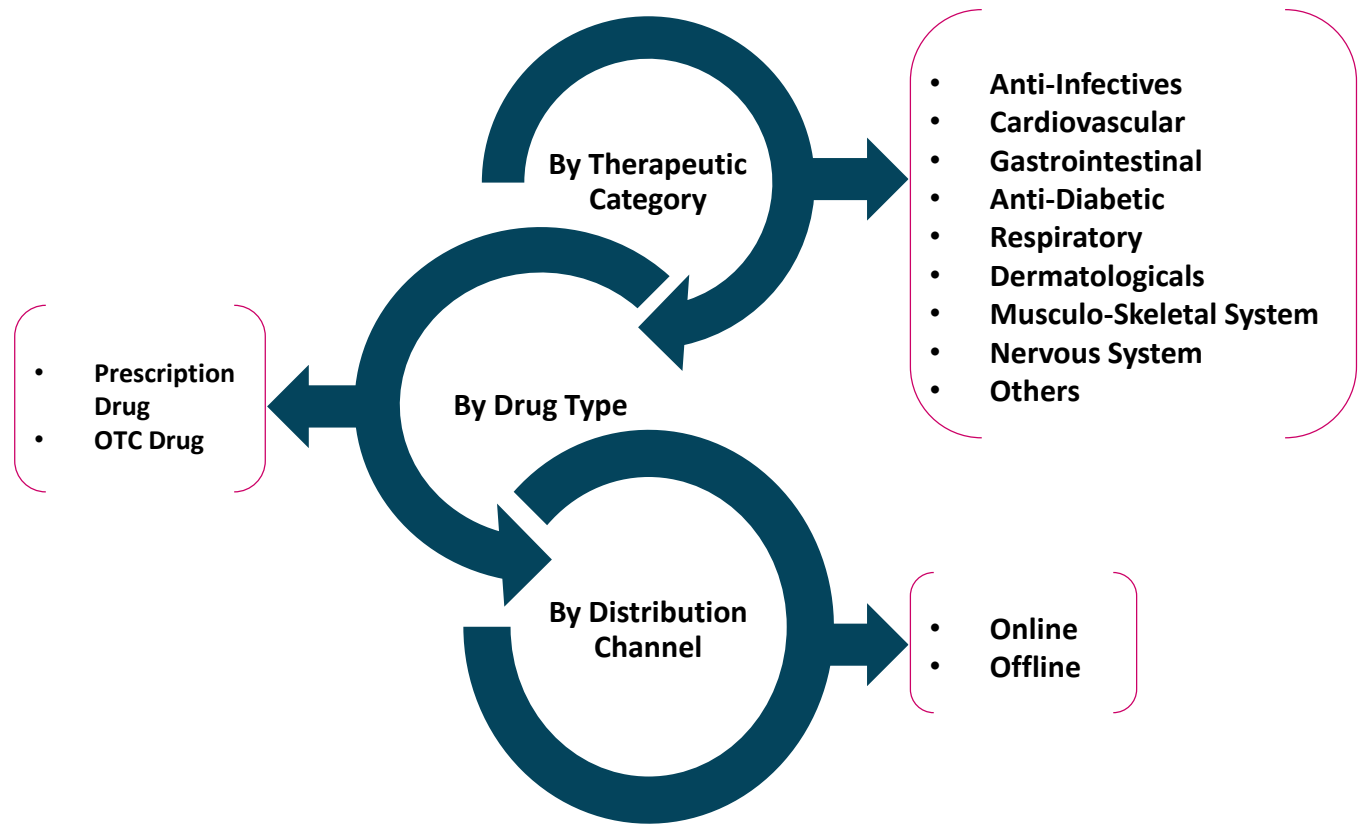 By Therapeutic
Category
• Anti-Infectives
• Cardiovascular
• Gastrointestinal
• Anti-Diabetic
• Respiratory
• Dermatologicals
• Musculo-Skeletal System
• Nervous System
• Others
By Drug Type
• Prescription
Drug
• OTC Drug
By Distribution
Channel
• Online
• Offline